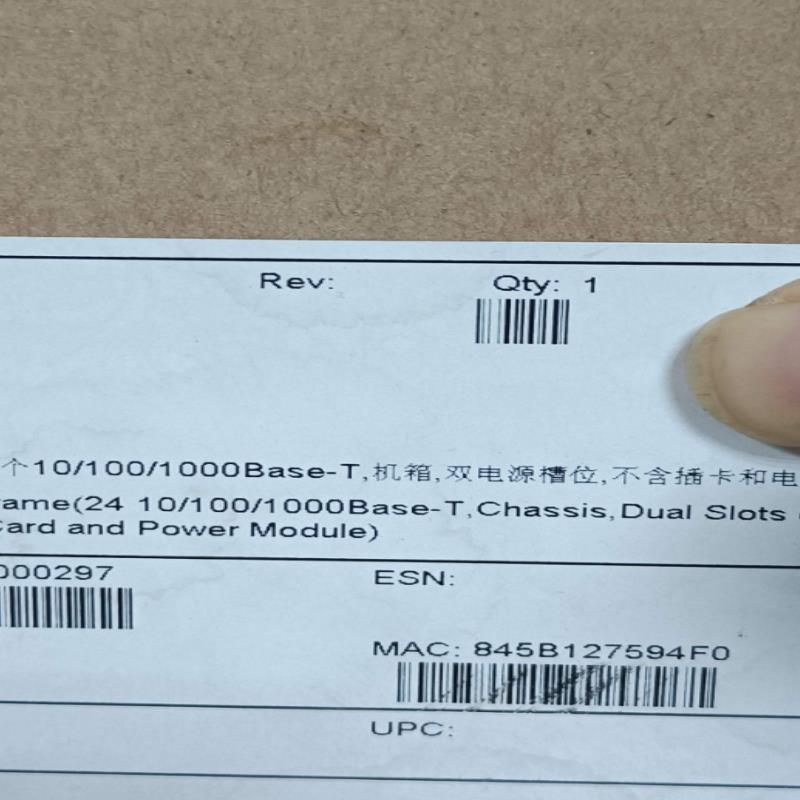 Rev:
Qty: 1
个10/100/1000Base-T,机箱,双电源槽位,不含插卡和电
ame(24 10/100/1000Base-T,Chassis,Dual Slots
Card and Power Module)
000297
ESN:
MAC: 845B127594F0
UPC: